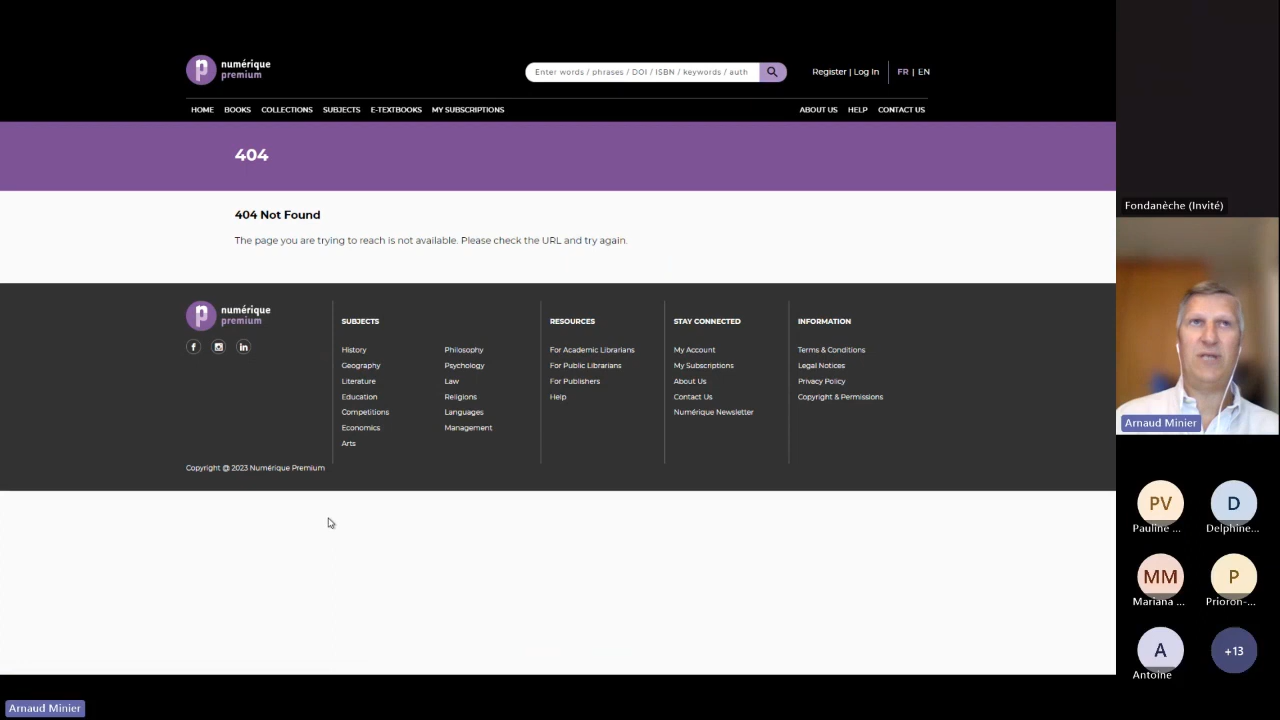 numérique
premium
Enter words / phrases / DOI / ISBN / keywords / auth
Register | Log In
FR | EN
HOME BOOKS COLLECTIONS SUBJECTS E-TEXTBOOKS MY SUBSCRIPTIONS
ABOUT US HELP CONTACT US
404
404 Not Found
The page you are trying to reach is not available. Please check the URL and try again.
numérique
premium
SUBJECTS
History
Geography
Literature
Education
Competitions
Economics
Arts
Philosophy
Psychology
Law
Religions
Languages
Management
RESOURCES
For Academic Librarians
For Public Librarians
For Publishers
Help
STAY CONNECTED
My Account
My Subscriptions
About Us
Contact Us
Numérique Newsletter
INFORMATION
Terms & Conditions
Legal Notices
Privacy Policy
Copyright & Permissions
Copyright @ 2023 Numérique Premium
Fondanèche (Invité)
Arnaud Minier
PV
Pauline ...
D
Delphine...
MM
Mariana ...
P
Prioron-...
A
Antoine
+13
Arnaud Minier